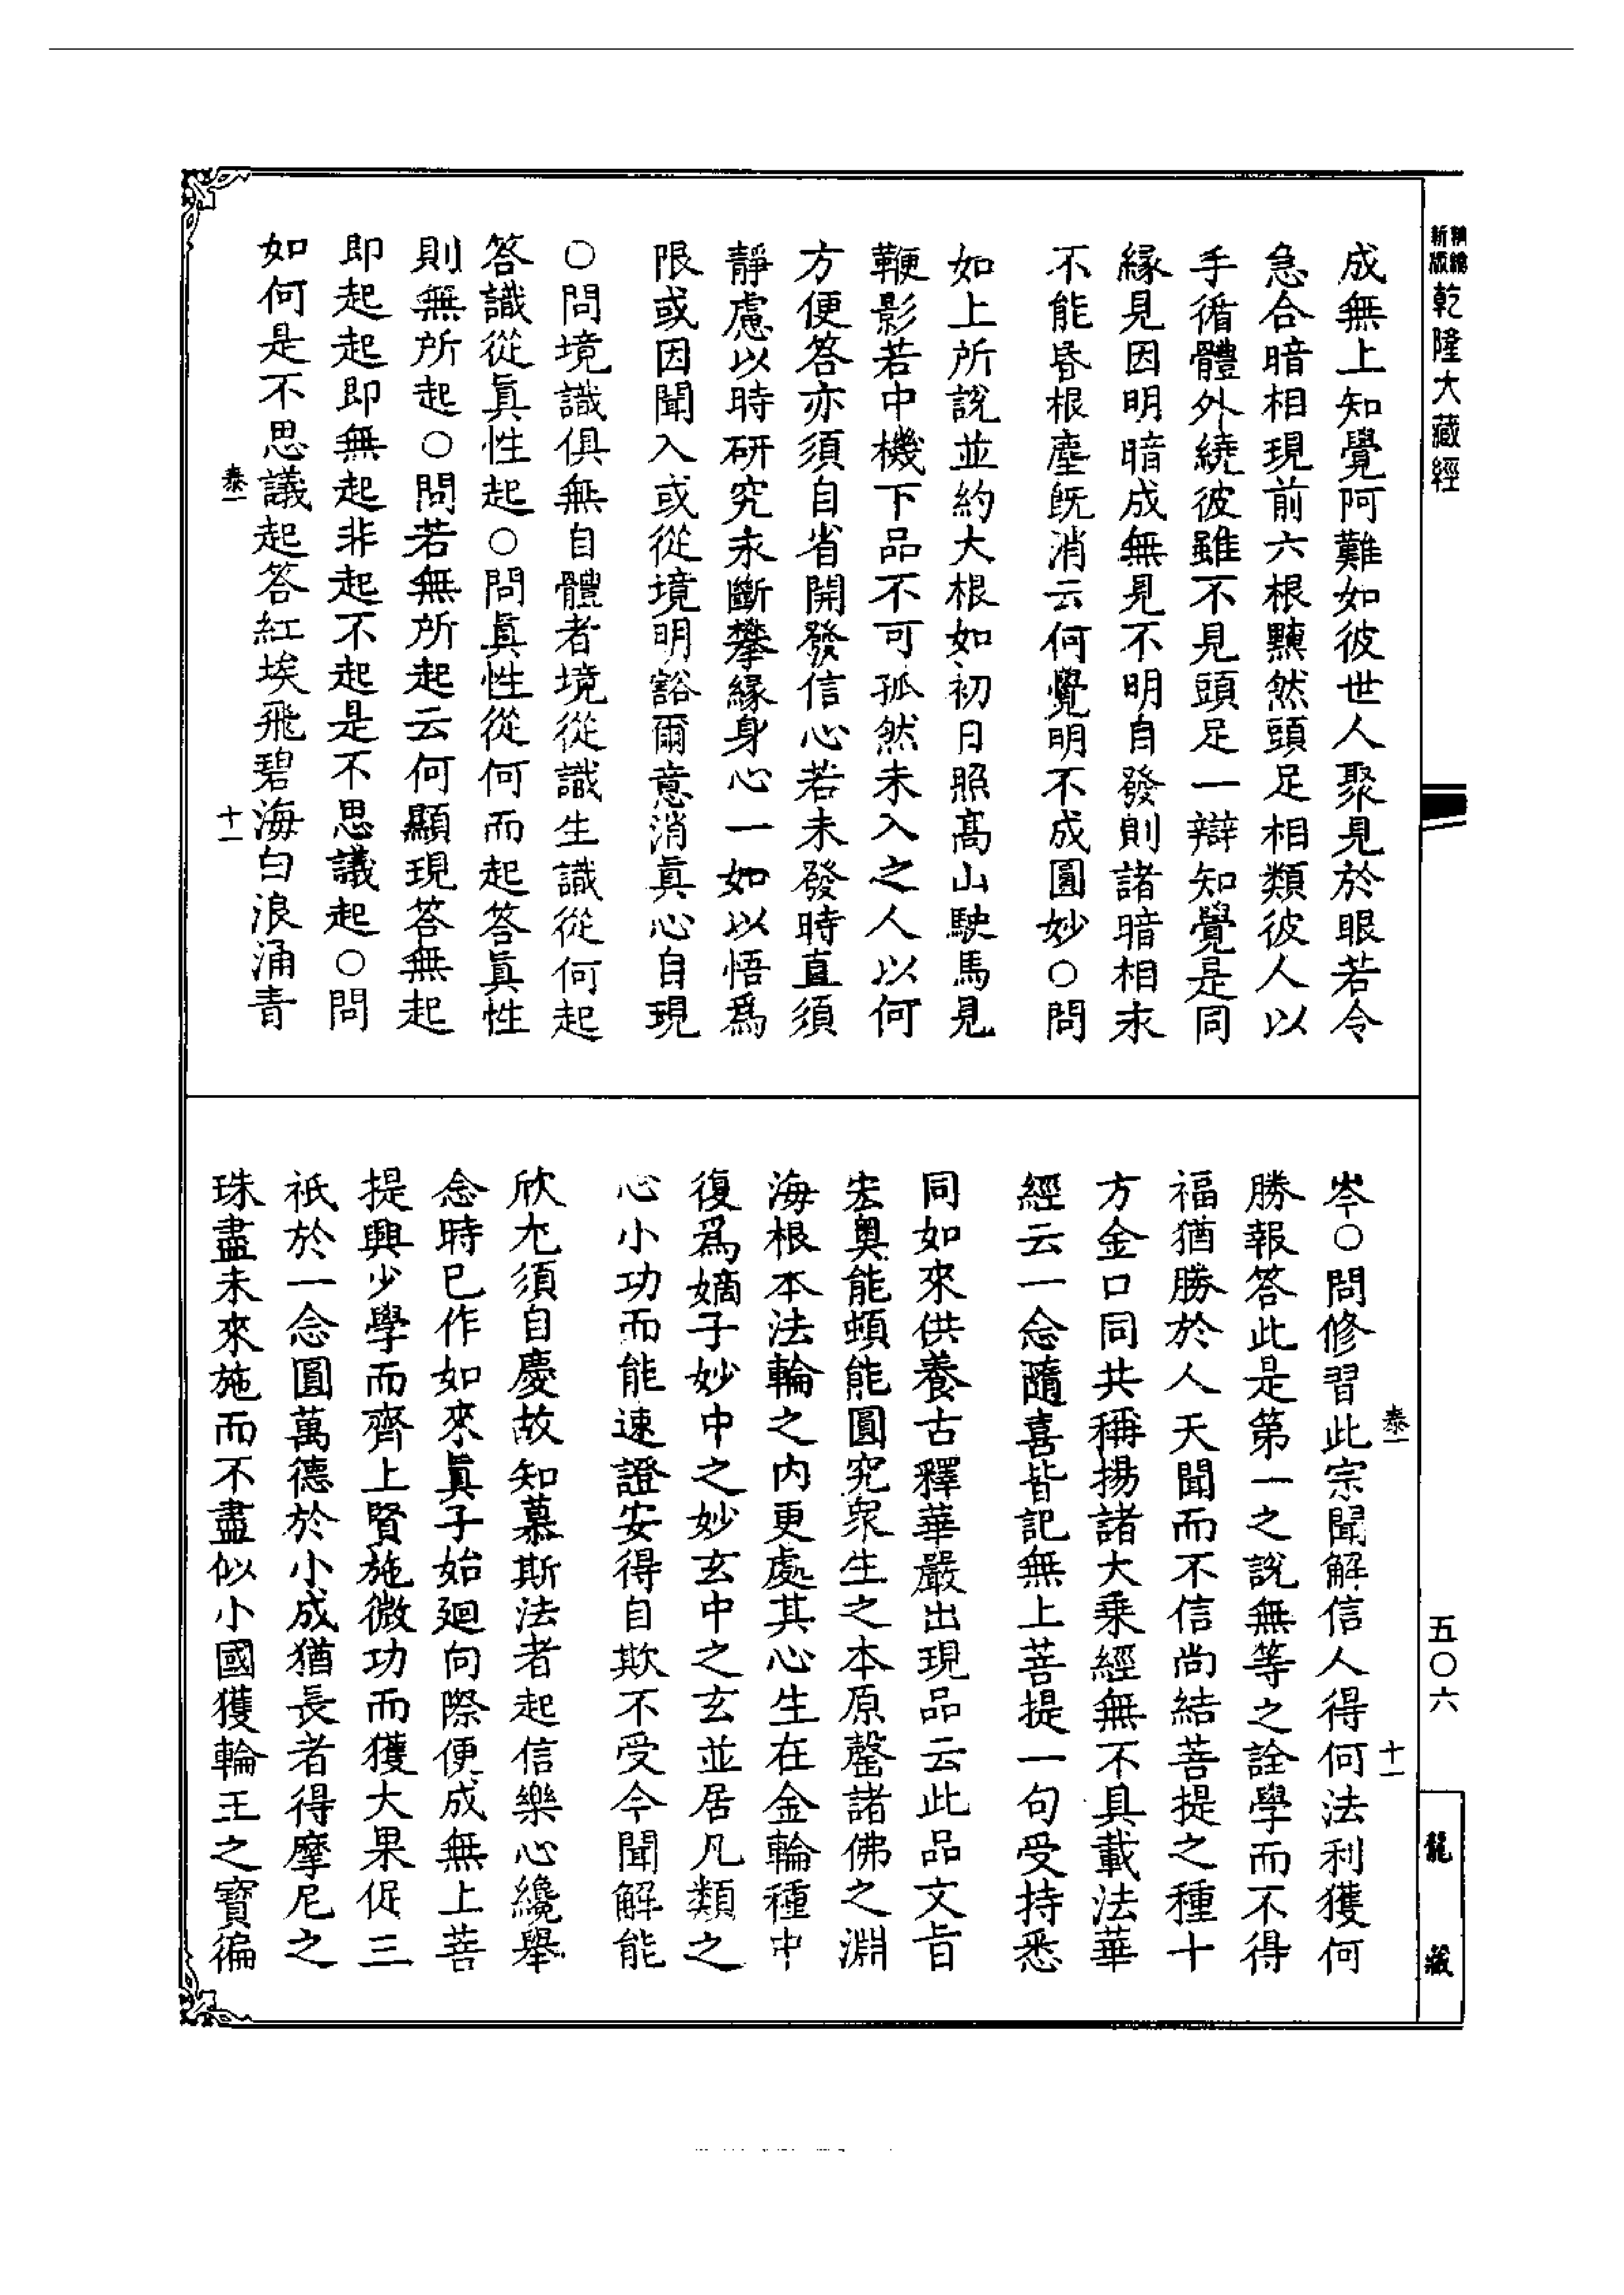 新版精縮乾隆大藏經
成無上知覺阿難如彼世人聚見於眼若令
急合暗相現前六根黤然頭足相類彼人以
手循體外繞彼雖不見頭足一辯知覺是同
緣見因明暗成無見不明自發則諸暗相永
不能昏根塵旣消云何覺明不成圓妙○問
如上所說並約大根如初日照高山駛馬見
鞭影若中機下品不可孤然未入之人以何
方便答亦須自省開發信心若未發時直須
靜慮以時研究永斷攀緣身心一如以悟爲
限或因聞入或從境明豁爾意消眞心自現
○問境識俱無自體者境從識生識從何起
答識從眞性起○問眞性從何而起答眞性
則無所起○問若無所起云何顯現答無起
即起起即無起非起不起是不思議起○問
如何是不思議起答紅埃飛碧海白浪涌青
泰一 十一
泰一 十一
岑○問修習此宗聞解信人得何法利獲何
勝報答此是第一之說無等之詮學而不得
福猶勝於人天聞而不信尚結菩提之種十
方金口同共稱揚諸大乘經無不具載法華
經云一念隨喜皆記無上菩提一句受持悉
同如來供養古釋華嚴出現品云此品文旨
宏奧能頓能圓究衆生之本原罄諸佛之淵
海根本法輪之內更處其心生在金輪種中
復爲嫡子妙中之妙玄中之玄並居凡類之
心小功而能速證安得自欺不受今聞解能
欣尤須自慶故知慕斯法者起信樂心纔舉
念時已作如來眞子始廻向際便成無上菩
提興少學而齊上賢施微功而獲大果促三
祇於一念圓萬德於小成猶長者得摩尼之
珠盡未來施而不盡似小國獲輪王之寶徧
五〇六
龍藏